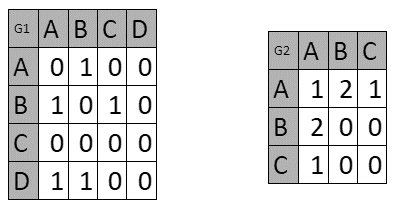 G1 A B C D
A 0 1 0 0
B 1 0 1 0
C 0 0 0 0
D 1 1 0 0
G2 A B C
A 1 2 1
B 2 0 0
C 1 0 0